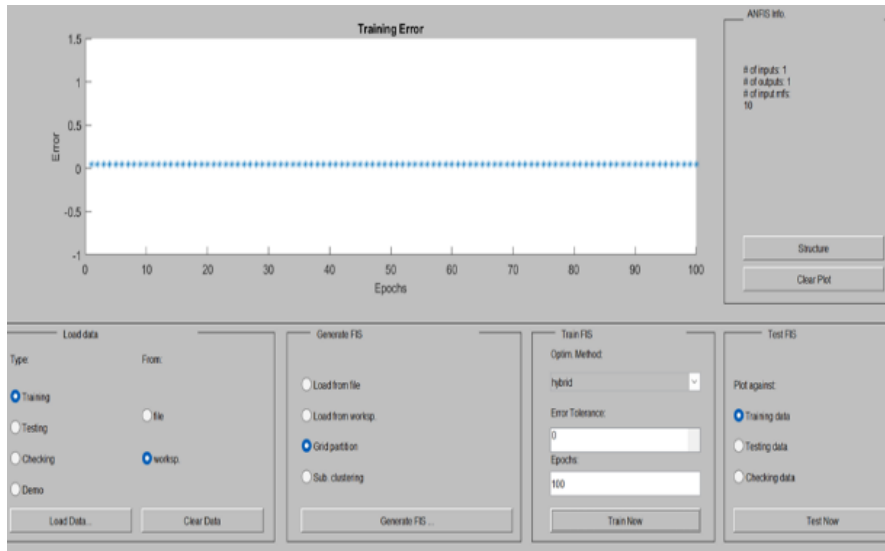 Training Error
1.5
1
0.5
0
-0.5
-1
Error
0
10
20
30
40
50
60
70
80
90
100
Epochs
ANFIS Info.
# of inputs: 1
# of outputs: 1
# of input mfs:
10
Structure
Clear Plot
Load data
Type:
From:
Training
Testing
Checking
Demo
file
worksp.
Load Data...
Clear Data
Generate FIS
Load from file
Load from worksp.
Grid partition
Sub. clustering
Generate FIS ...
Train FIS
Optim. Method:
hybrid
Error Tolerance:
0
Epochs:
100
Train Now
Test FIS
Plot against:
Training data
Testing data
Checking data
Test Now